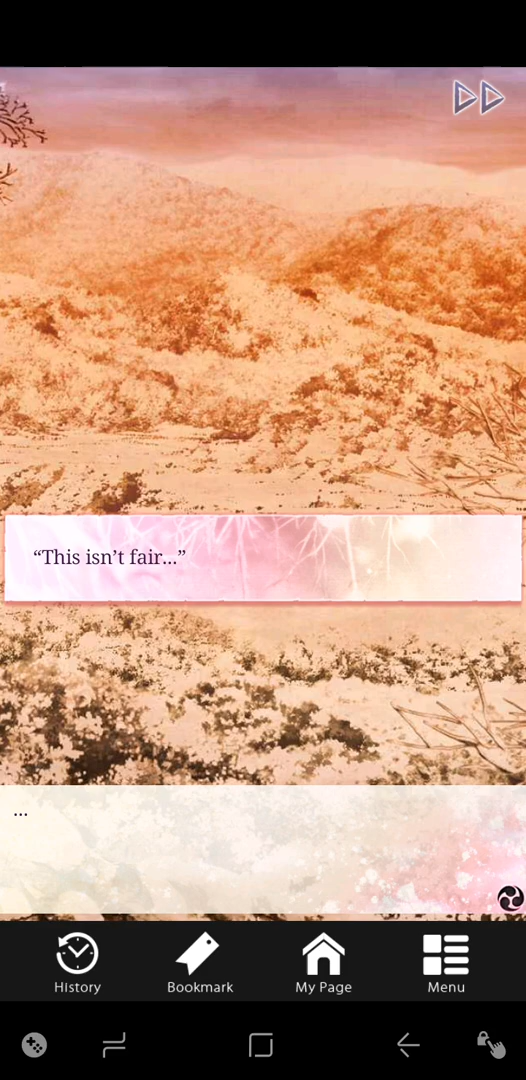 “This isn’t fair...”
...
History
Bookmark
My Page
Menu